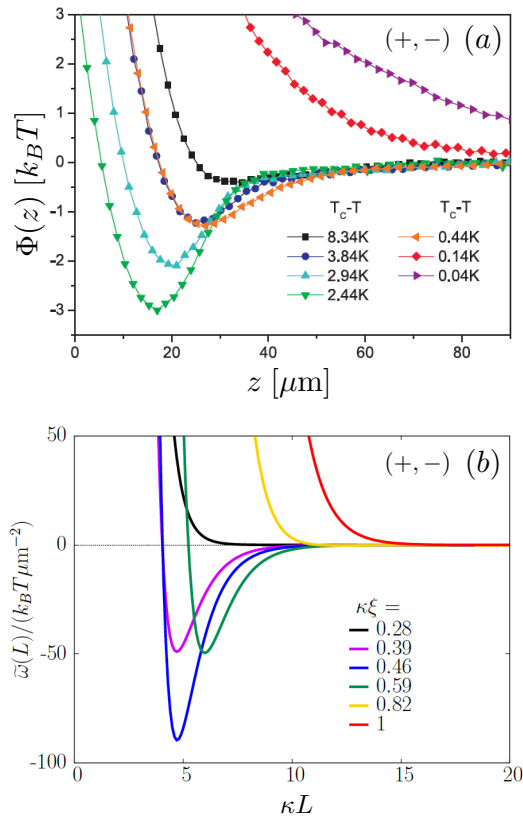 (+, −) (a)
3
2
1
0
-1
-2
-3
Φ(z) [k_BT]
T_c-T T_c-T
8.34K 0.44K
3.84K 0.14K
2.94K 0.04K
2.44K
0 20 40 60 80
z [μm]
(+, −) (b)
50
0
-50
-100
ω̃(L)/(k_BT μm⁻²)
κξ =
0.28
0.39
0.46
0.59
0.82
1
0 5 10 15 20
κL